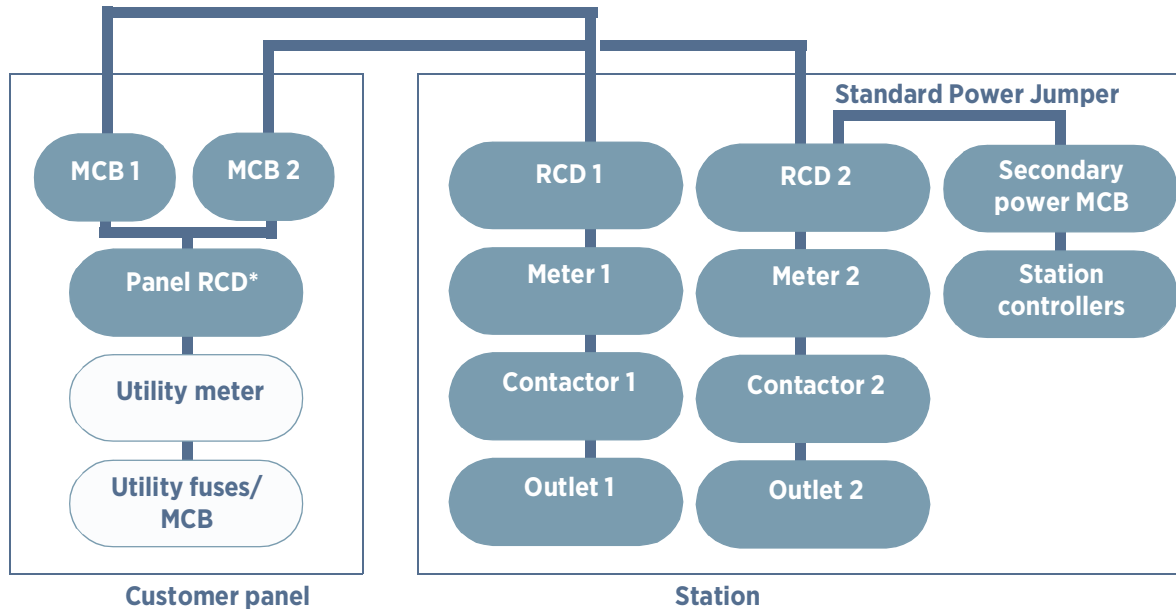 Standard Power Jumper
MCB 1
MCB 2
Panel RCD*
Utility meter
Utility fuses/
MCB
RCD 1
Meter 1
Contactor 1
Outlet 1
RCD 2
Meter 2
Contactor 2
Outlet 2
Secondary
power MCB
Station
controllers
Customer panel
Station